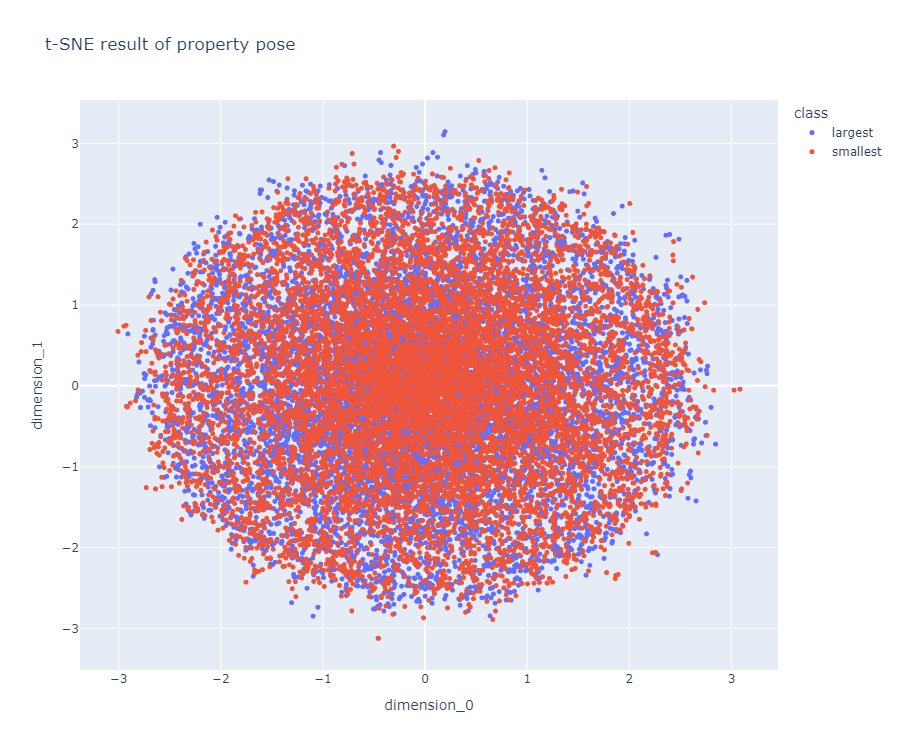 t-SNE result of property pose
class
largest
smallest
dimension_1
3
2
1
0
−1
−2
−3
−3
−2
−1
0
1
2
3
dimension_0